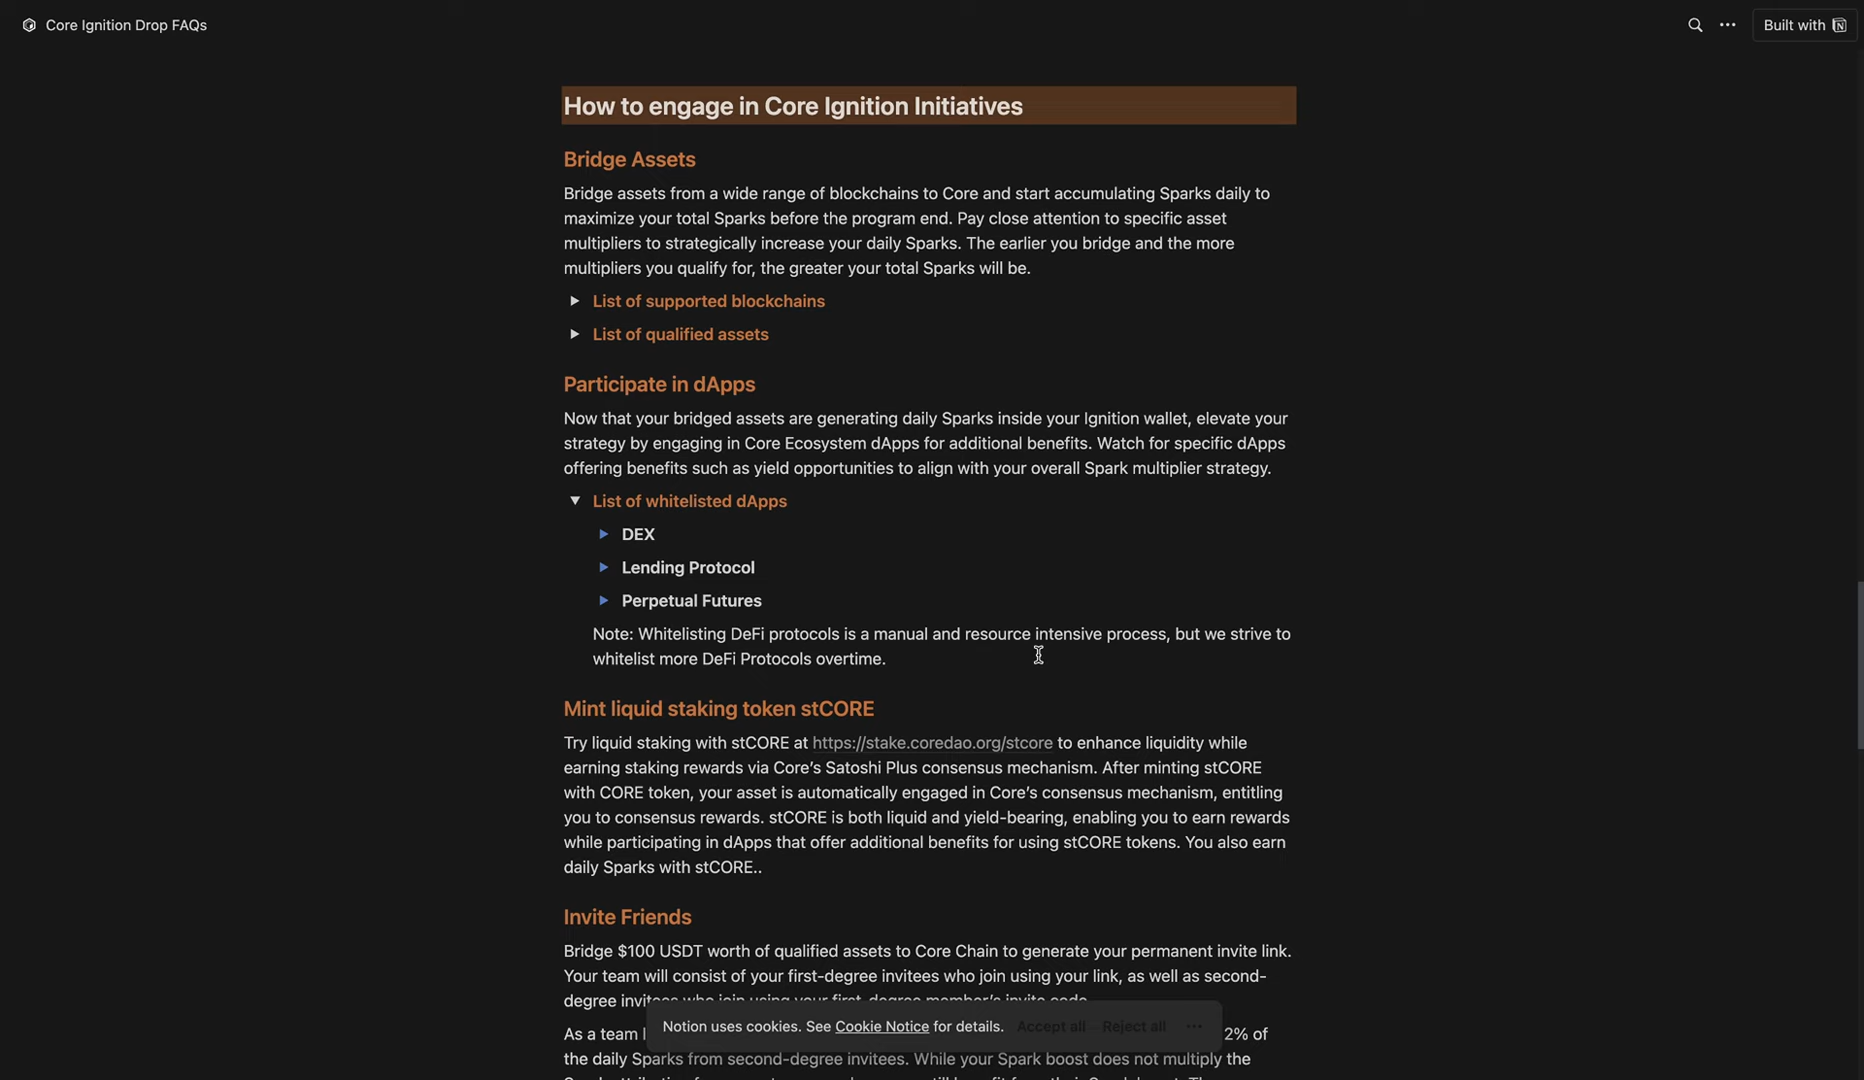 Core Ignition Drop FAQs
Built with
How to engage in Core Ignition Initiatives
Bridge Assets
Bridge assets from a wide range of blockchains to Core and start accumulating Sparks daily to
maximize your total Sparks before the program end. Pay close attention to specific asset
multipliers to strategically increase your daily Sparks. The earlier you bridge and the more
multipliers you qualify for, the greater your total Sparks will be.
List of supported blockchains
List of qualified assets
Participate in dApps
Now that your bridged assets are generating daily Sparks inside your Ignition wallet, elevate your
strategy by engaging in Core Ecosystem dApps for additional benefits. Watch for specific dApps
offering benefits such as yield opportunities to align with your overall Spark multiplier strategy.
List of whitelisted dApps
DEX
Lending Protocol
Perpetual Futures
Note: Whitelisting DeFi protocols is a manual and resource intensive process, but we strive to
whitelist more DeFi Protocols overtime.
Mint liquid staking token stCORE
Try liquid staking with stCORE at https://stake.coredao.org/stcore to enhance liquidity while
earning staking rewards via Core’s Satoshi Plus consensus mechanism. After minting stCORE
with CORE token, your asset is automatically engaged in Core’s consensus mechanism, entitling
you to consensus rewards. stCORE is both liquid and yield-bearing, enabling you to earn rewards
while participating in dApps that offer additional benefits for using stCORE tokens. You also earn
daily Sparks with stCORE..
Invite Friends
Bridge $100 USDT worth of qualified assets to Core Chain to generate your permanent invite link.
Your team will consist of your first-degree invitees who join using your link, as well as second-
degree invitees who join using your first-degree member’s invite code.
Notion uses cookies. See Cookie Notice for details. Accept all Reject all
As a team 2% of
the daily Sparks from second-degree invitees. While your Spark boost does not multiply the